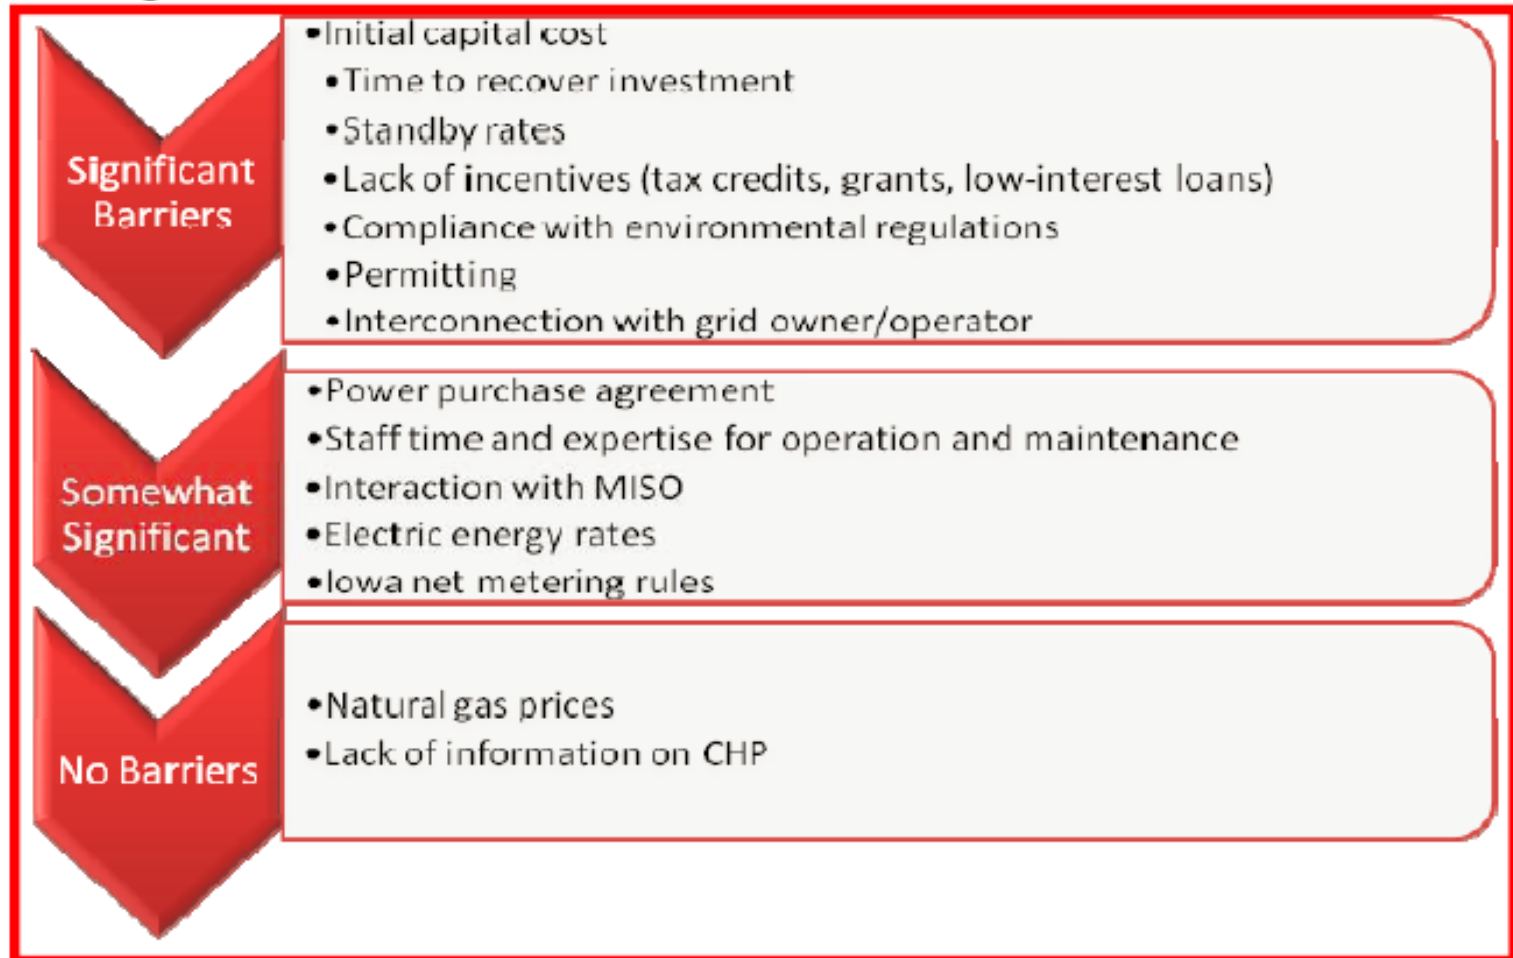 Significant
Barriers
•Initial capital cost
•Time to recover investment
•Standby rates
•Lack of incentives (tax credits, grants, low-interest loans)
•Compliance with environmental regulations
•Permitting
•Interconnection with grid owner/operator
Somewhat
Significant
•Power purchase agreement
•Staff time and expertise for operation and maintenance
•Interaction with MISO
•Electric energy rates
•Iowa net metering rules
No Barriers
•Natural gas prices
•Lack of information on CHP